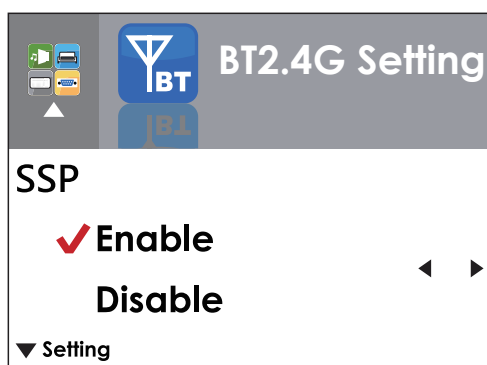 BT2.4G Setting
BT
SSP
Enable
Disable
Setting